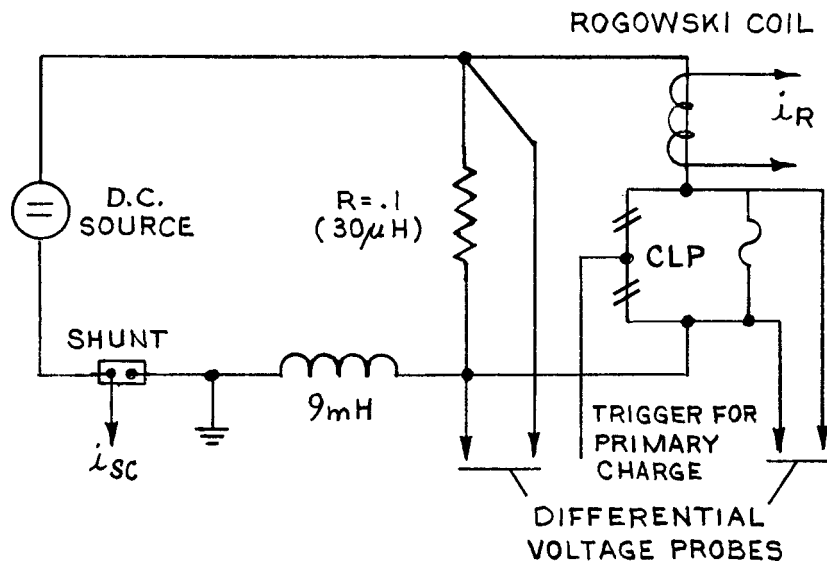 ROGOWSKI COIL
iR
D.C.
SOURCE
R=.1
(30μH)
CLP
SHUNT
9mH
iSC
TRIGGER FOR
PRIMARY
CHARGE
DIFFERENTIAL
VOLTAGE PROBES